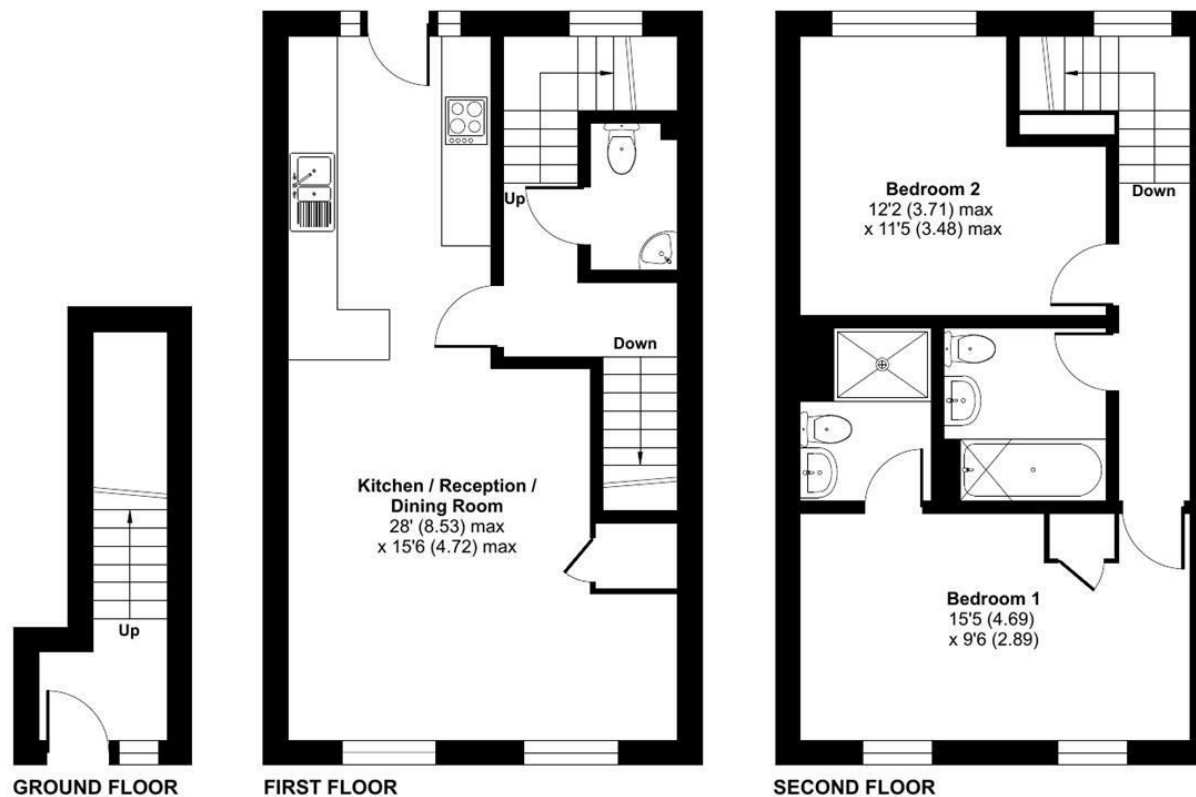 Up
GROUND FLOOR
Up
Down
Kitchen / Reception /
Dining Room
28' (8.53) max
x 15'6 (4.72) max
FIRST FLOOR
Bedroom 2
12'2 (3.71) max
x 11'5 (3.48) max
Down
Bedroom 1
15'5 (4.69)
x 9'6 (2.89)
SECOND FLOOR